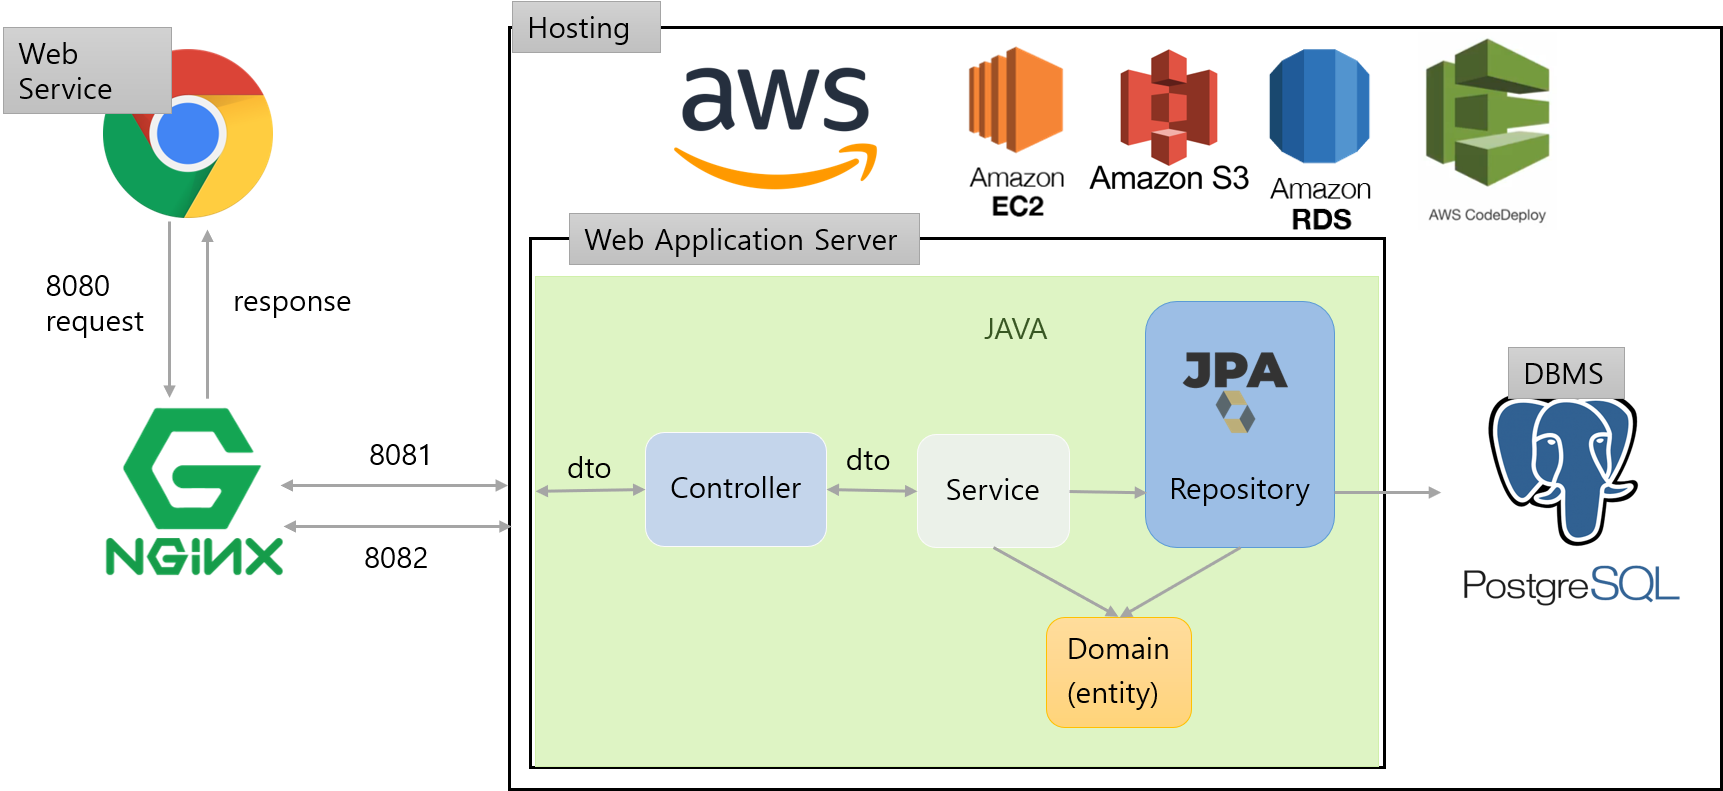 Web
Service
Hosting
aws
Amazon
EC2
Amazon S3
Amazon
RDS
AWS CodeDeploy
Web Application Server
8080
request
response
JAVA
JPA
DBMS
8081
dto
Controller
dto
Service
Repository
NGiNX
8082
PostgreSQL
Domain
(entity)